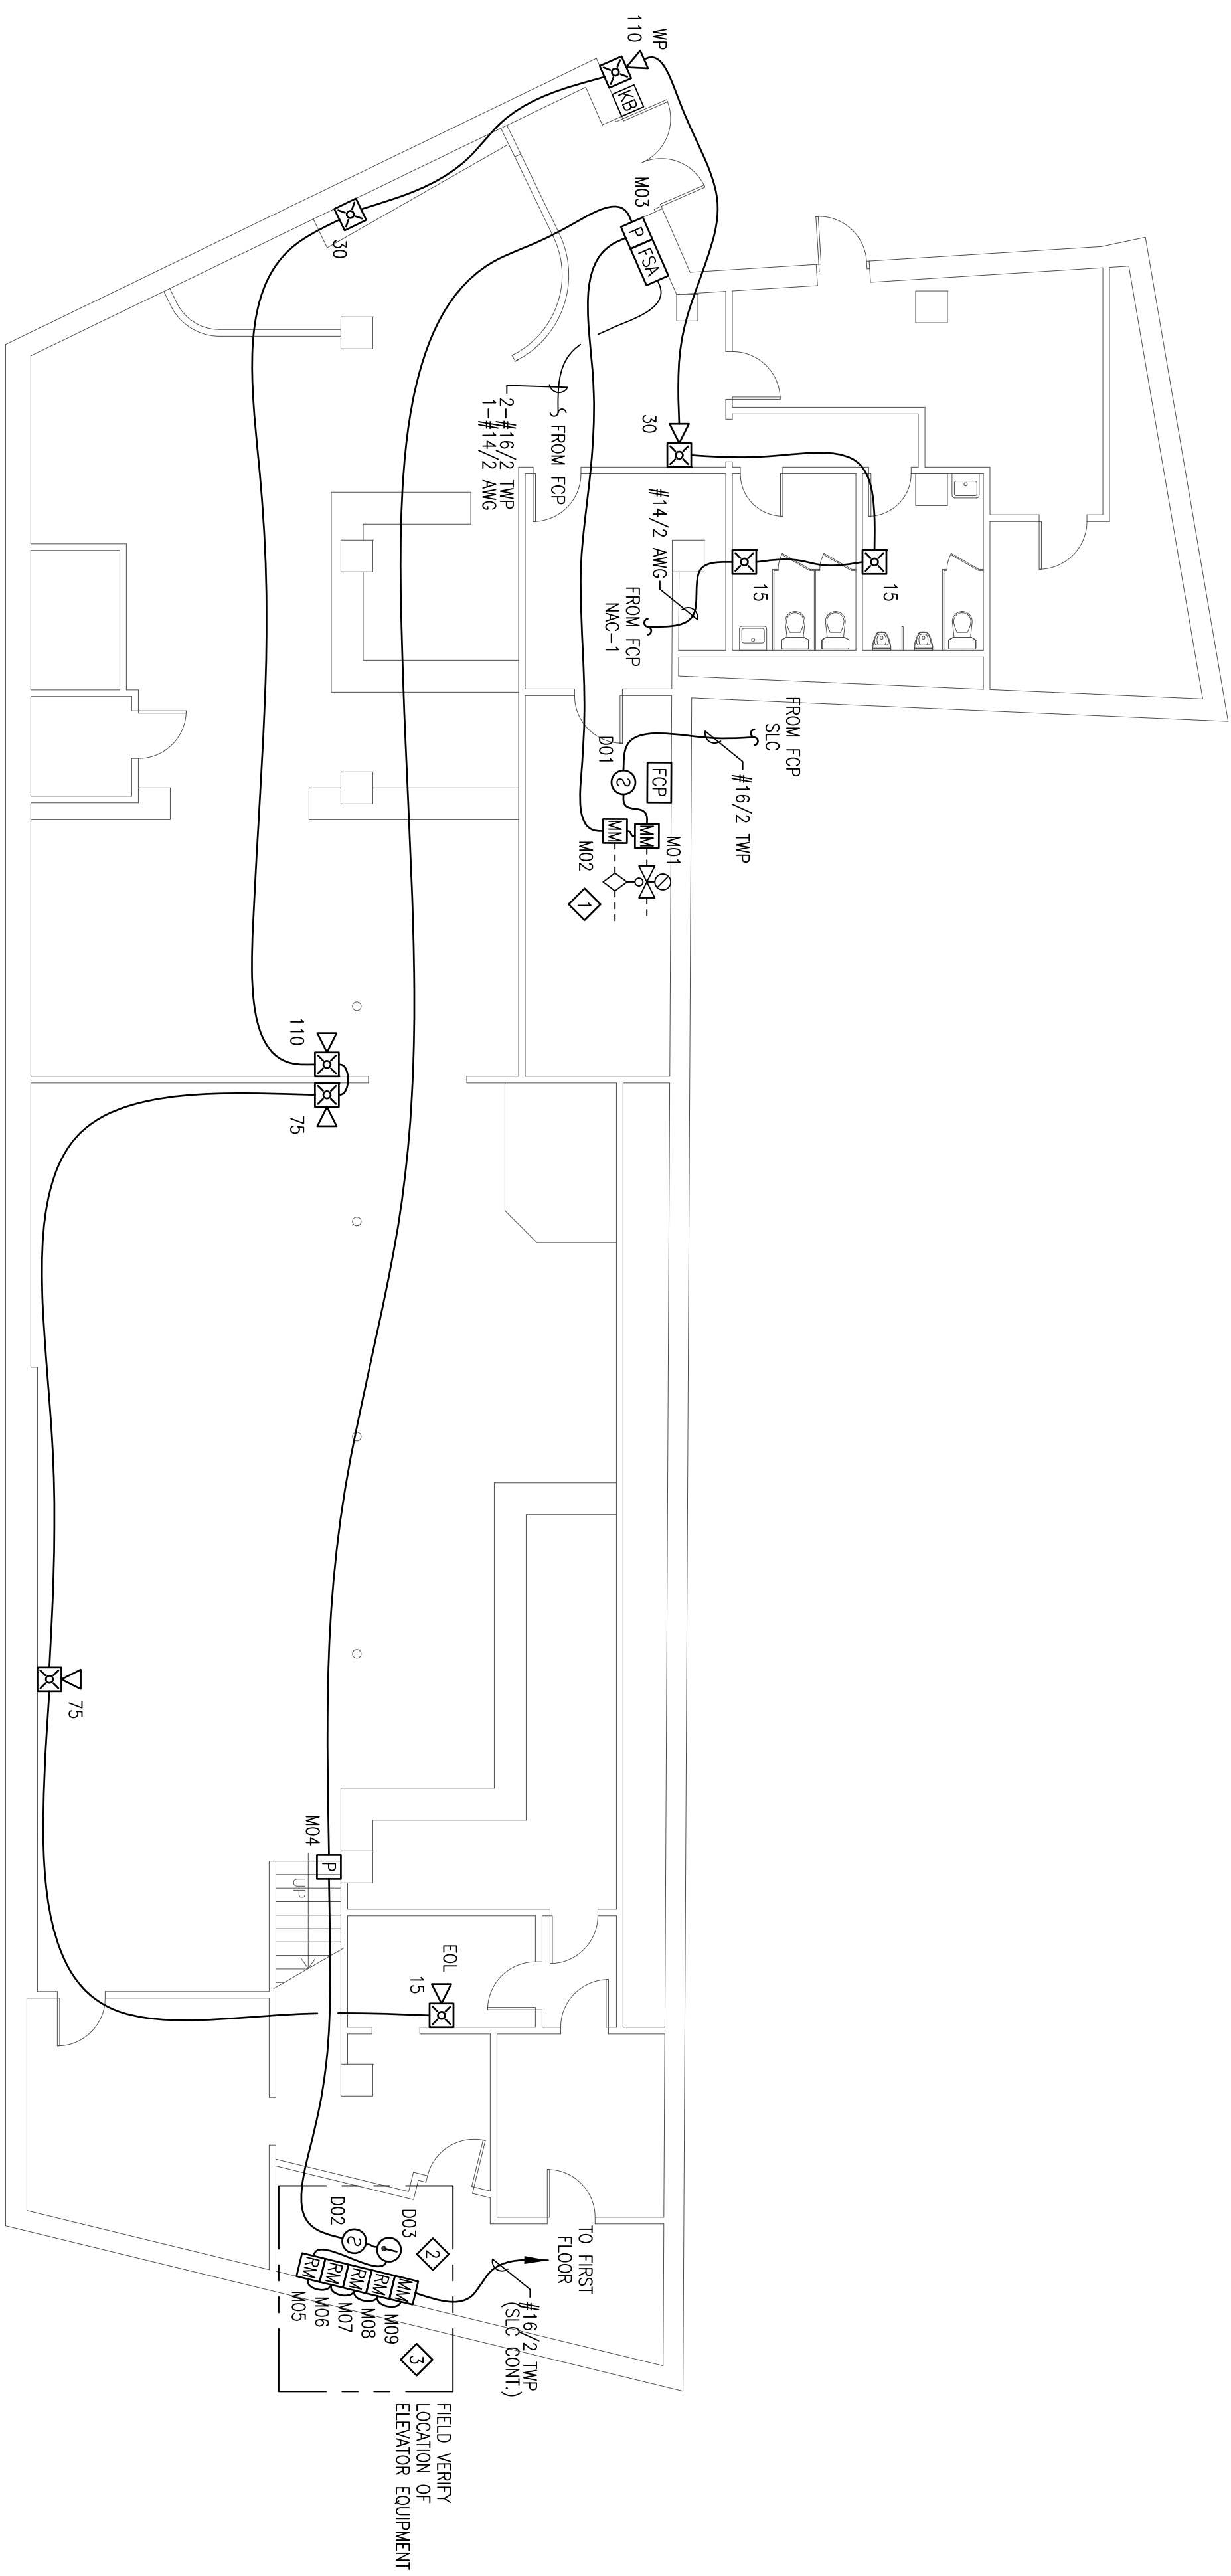 WP
110
KB
30
M03
P
FSA
FROM FCP
2-#16/2 TWP
1-#14/2 AWG
30
#14/2 AWG
15
15
FROM FCP
NAC-1
FROM FCP
SLC
#16/2 TWP
D01
2
FCP
MM
MM
M01
M02
1
110
75
75
M04
P
UP
EOL
15
D02
2
D03
2
RM
RM
RM
RM
MM
M05
M06
M07
M08
M09
3
TO FIRST
FLOOR
#16/2 TWP
(SLC CONT.)
FIELD VERIFY
LOCATION OF
ELEVATOR EQUIPMENT